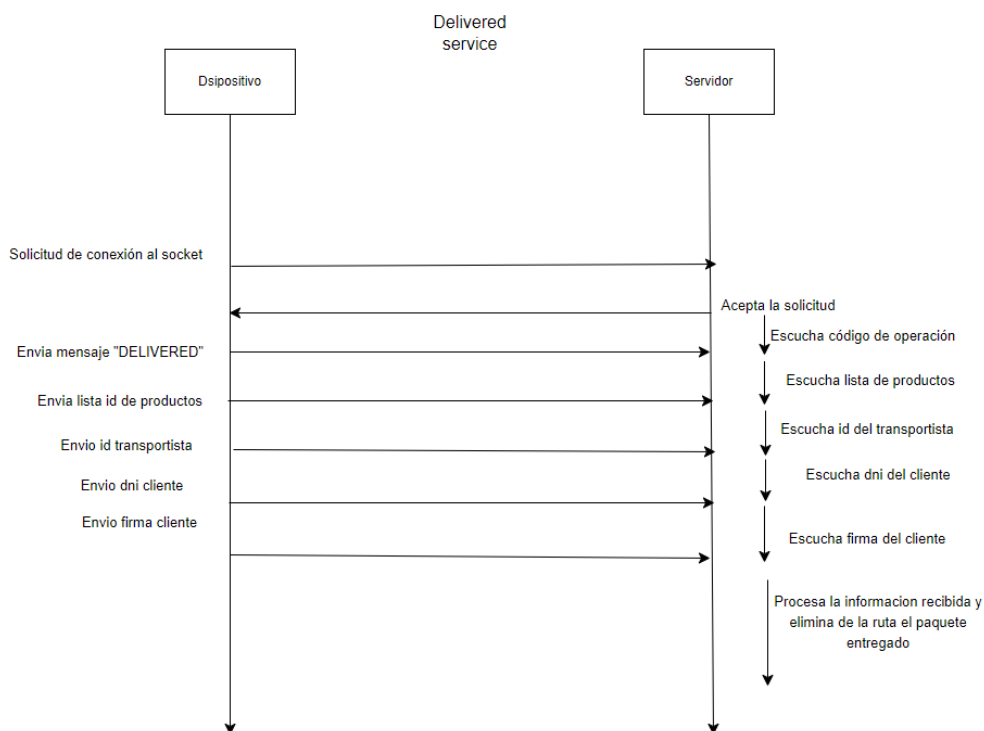 Delivered
service
Dsipositivo
Servidor
Solicitud de conexión al socket
Acepta la solicitud
Escucha código de operación
Envia mensaje "DELIVERED"
Escucha lista de productos
Envia lista id de productos
Escucha id del transportista
Envio id transportista
Escucha dni del cliente
Envio dni cliente
Envio firma cliente
Escucha firma del cliente
Procesa la informacion recibida y
elimina de la ruta el paquete
entregado